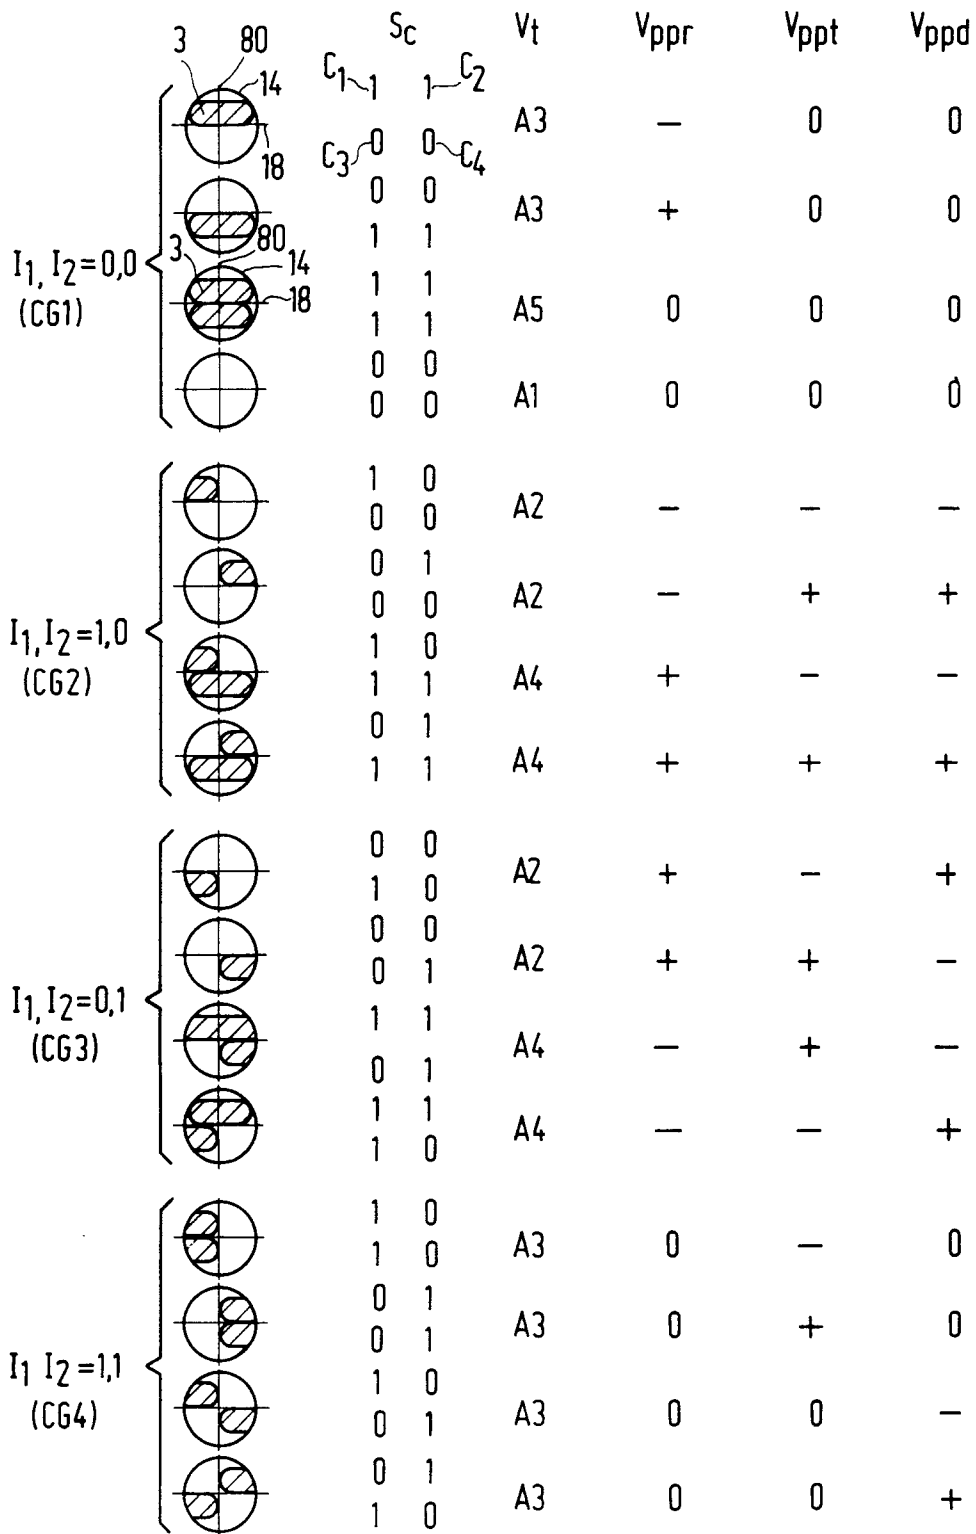 3 80 Sc Vt Vppr Vppt Vppd
14 C1 1 1 C2
A3 − 0 0
18 C3 0 0 C4
0 0
A3 + 0 0
1 1
3 80 14 18
I1, I2=0,0
(CG1)
1 1
A5 0 0 0
1 1
0 0
A1 0 0 0
0 0
1 0
A2 − − −
0 0
0 1
A2 − + +
0 0
I1, I2=1,0
(CG2)
1 0
A4 + − −
1 1
0 1
A4 + + +
1 1
0 0
A2 + − +
1 0
0 0
A2 + + −
0 1
I1, I2=0,1
(CG3)
1 1
A4 − + −
0 1
1 1
A4 − − +
1 0
1 0
A3 0 − 0
1 0
0 1
A3 0 + 0
0 1
I1 I2=1,1
(CG4)
1 0
A3 0 0 −
0 1
0 1
A3 0 0 +
1 0